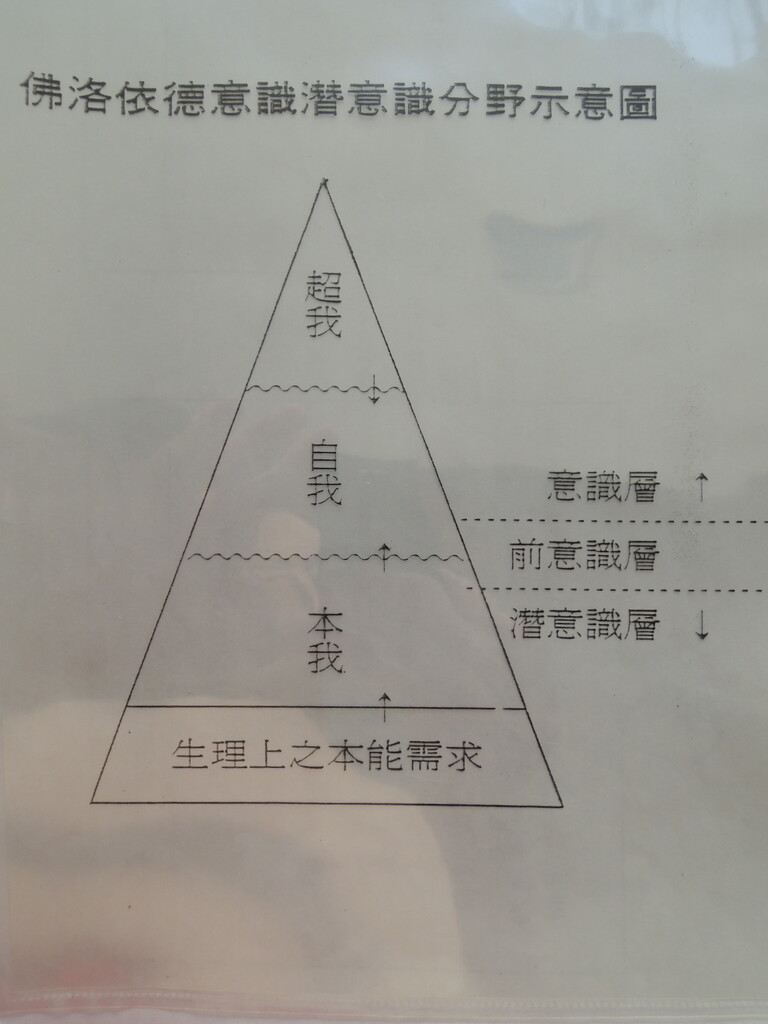 佛洛依德意識潛意識分野示意圖
超我
自我
意識層 ↑
前意識層
本我
潛意識層 ↓
生理上之本能需求